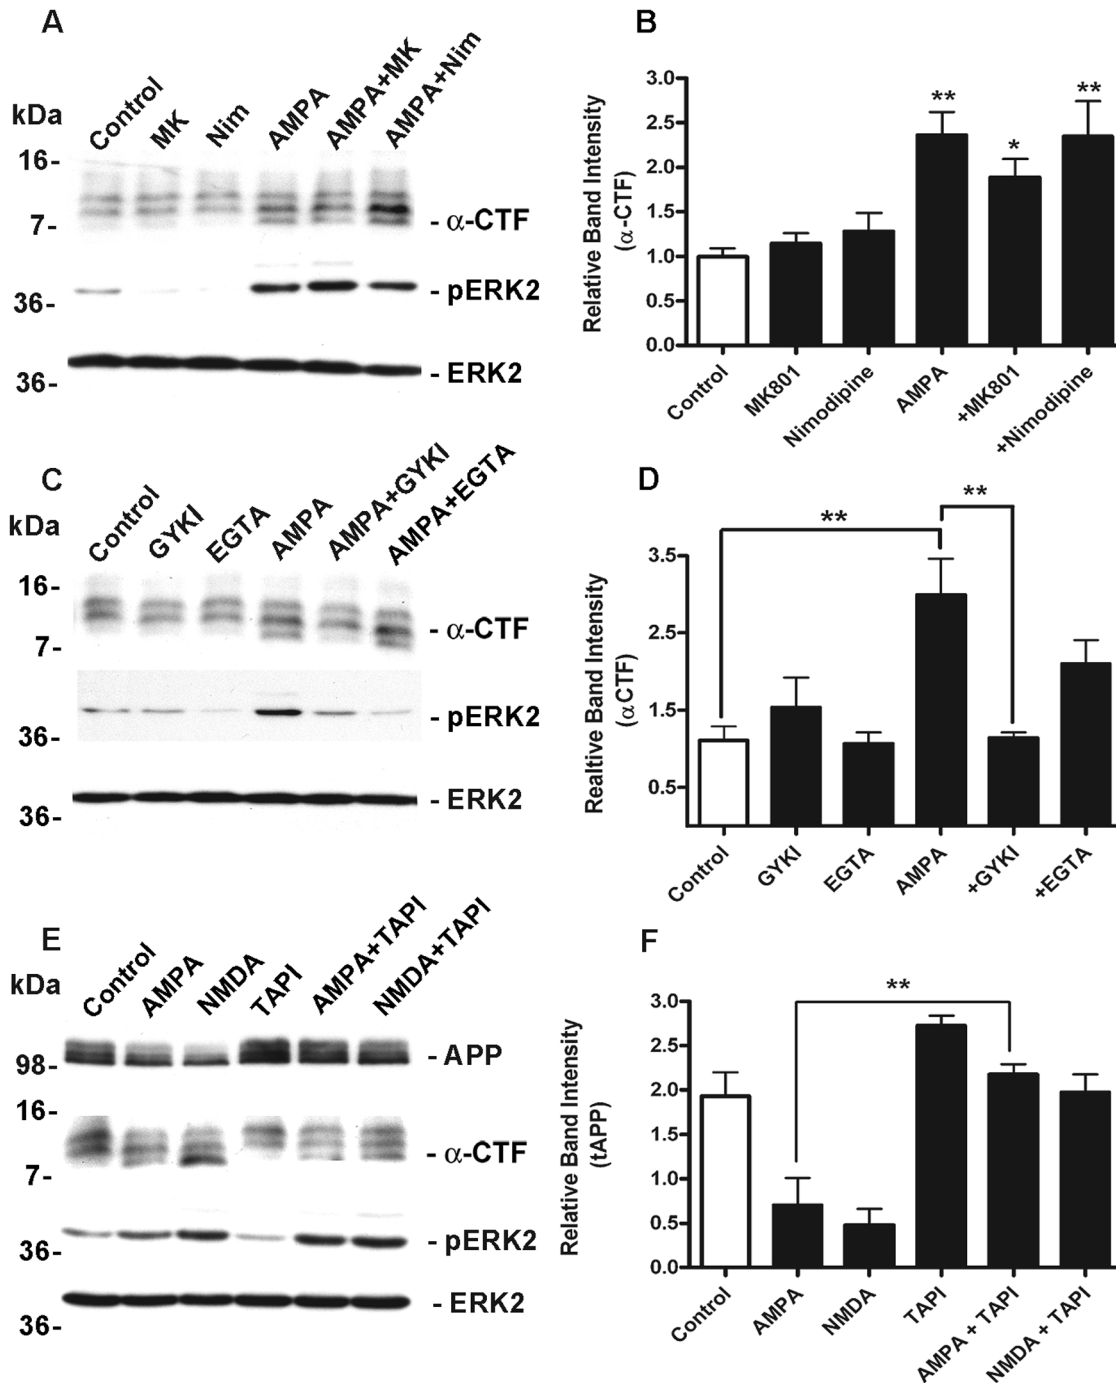 A
kDa
Control
MK
Nim
AMPA
AMPA+MK
AMPA+Nim
16-
7-
- α-CTF
36-
- pERK2
36-
- ERK2
B
Relative Band Intensity
(α-CTF)
3.0
2.5
2.0
1.5
1.0
0.5
0.0
**
*
**
Control
MK801
Nimodipine
AMPA
+MK801
+Nimodipine
C
kDa
Control
GYKI
EGTA
AMPA
AMPA+GYKI
AMPA+EGTA
16-
7-
- α-CTF
36-
- pERK2
36-
- ERK2
D
Realtive Band Intensity
(αCTF)
3.5
2.5
1.5
0.5
**
**
Control
GYKI
EGTA
AMPA
+GYKI
+EGTA
E
kDa
Control
AMPA
NMDA
TAPI
AMPA+TAPI
NMDA+TAPI
98-
- APP
16-
7-
- α-CTF
36-
- pERK2
36-
- ERK2
F
Relative Band Intensity
(tAPP)
3.0
2.5
2.0
1.5
1.0
0.5
0.0
**
Control
AMPA
NMDA
TAPI
AMPA + TAPI
NMDA + TAPI